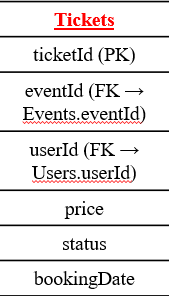 Tickets
ticketId (PK)
eventId (FK →
Events.eventId)
userId (FK →
Users.userId)
price
status
bookingDate